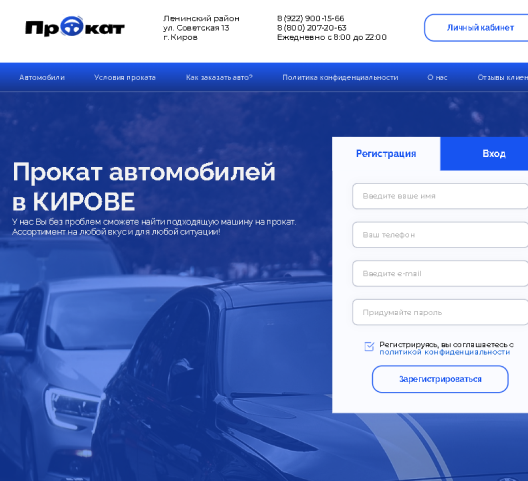 Прокат
Ленинский район
ул. Советская 13
г. Киров
8 (922) 900-15-66
8 (800) 207-20-63
Ежедневно с 8:00 до 22:00
Личный кабинет
Автомобили
Условия проката
Как заказать авто?
Политика конфиденциальности
О нас
Отзывы клиен
Прокат автомобилей
в КИРОВЕ
У нас Вы без проблем сможете найти подходящую машину на прокат.
Ассортимент на любой вкус и для любой ситуации!
Регистрация
Вход
Введите ваше имя
Ваш телефон
Введите e-mail
Придумайте пароль
Регистрируясь, вы соглашаетесь с
политикой конфиденциальности
Зарегистрироваться